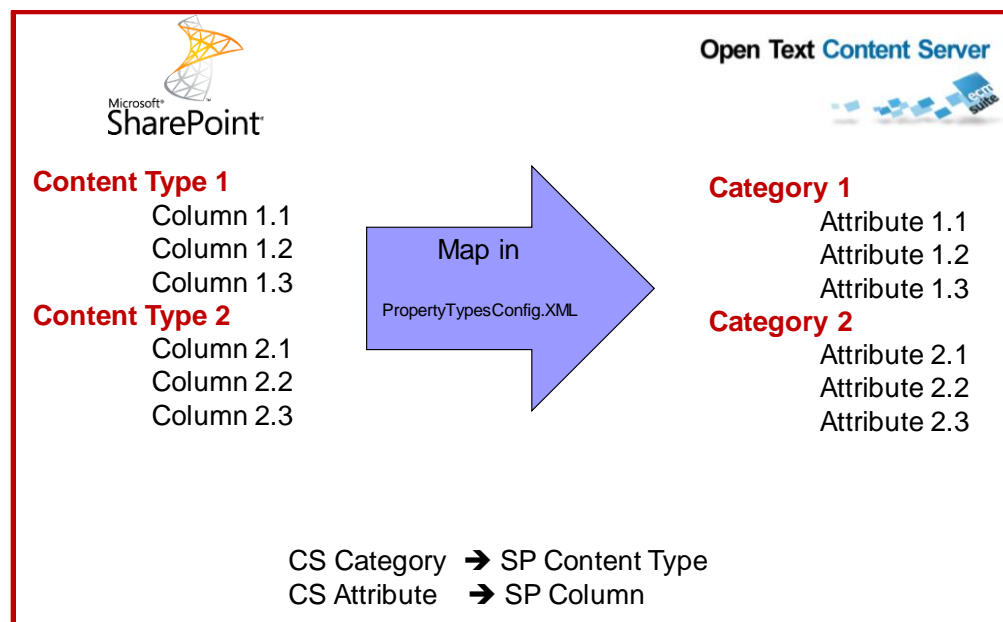 Microsoft®
SharePoint
Open Text Content Server
ecm
suite
Content Type 1
Column 1.1
Column 1.2
Column 1.3
Content Type 2
Column 2.1
Column 2.2
Column 2.3
Map in
PropertyTypesConfig.XML
Category 1
Attribute 1.1
Attribute 1.2
Attribute 1.3
Category 2
Attribute 2.1
Attribute 2.2
Attribute 2.3
CS Category ➔ SP Content Type
CS Attribute ➔ SP Column